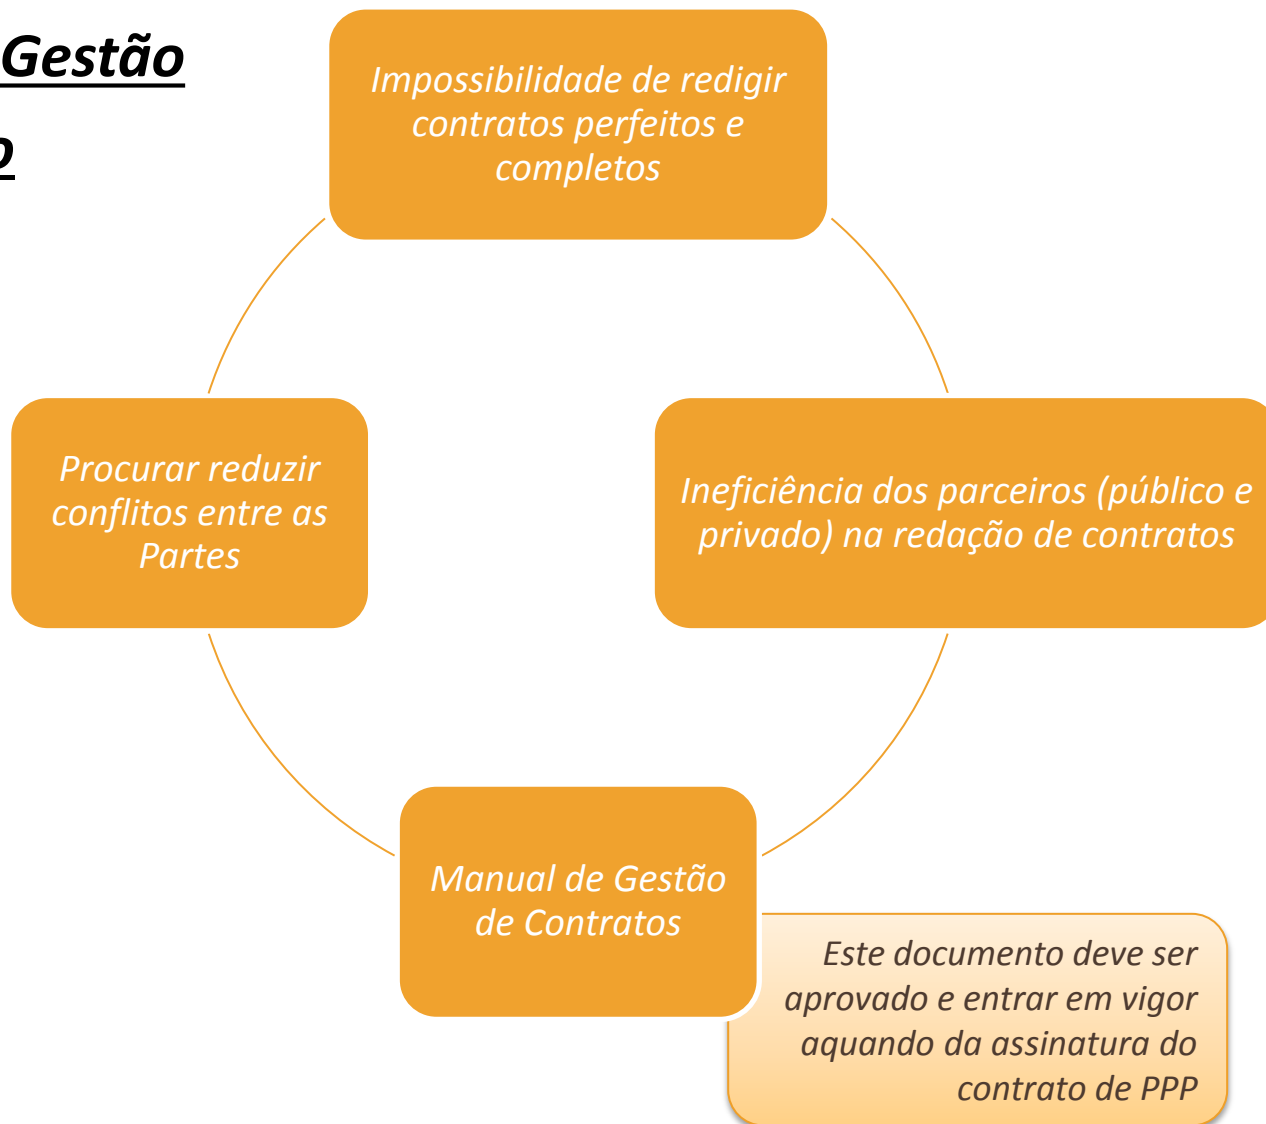 Gestão
o
Impossibilidade de redigir
contratos perfeitos e
completos
Procurar reduzir
conflitos entre as
Partes
Ineficiência dos parceiros (público e
privado) na redação de contratos
Manual de Gestão
de Contratos
Este documento deve ser
aprovado e entrar em vigor
aquando da assinatura do
contrato de PPP